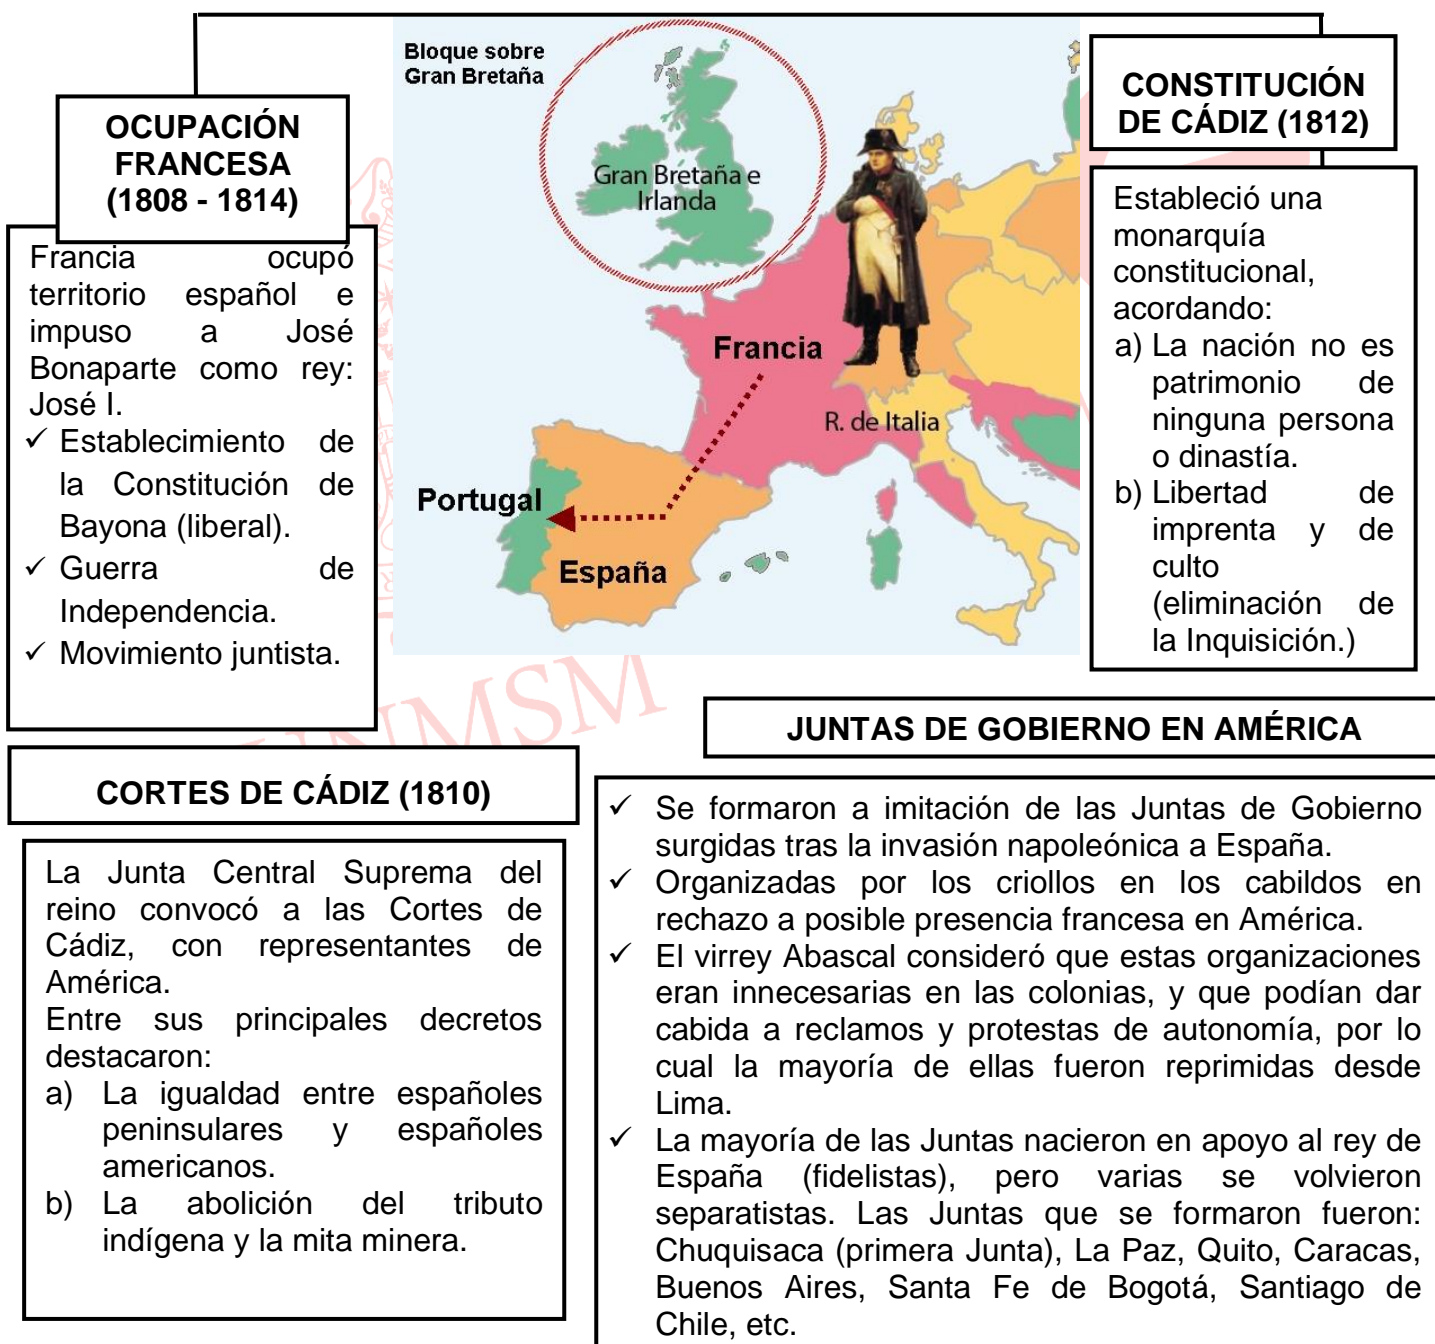 Bloque sobre
Gran Bretaña
Gran Bretaña e
Irlanda
Francia
R. de Italia
Portugal
España
OCUPACIÓN
FRANCESA
(1808 - 1814)
Francia ocupó
territorio español e
impuso a José
Bonaparte como rey:
José I.
✓ Establecimiento de
la Constitución de
Bayona (liberal).
✓ Guerra de
Independencia.
✓ Movimiento juntista.
CONSTITUCIÓN
DE CÁDIZ (1812)
Estableció una
monarquía
constitucional,
acordando:
a) La nación no es
patrimonio de
ninguna persona
o dinastía.
b) Libertad de
imprenta y de
culto
(eliminación de
la Inquisición.)
UNMSM
CORTES DE CÁDIZ (1810)
La Junta Central Suprema del
reino convocó a las Cortes de
Cádiz, con representantes de
América.
Entre sus principales decretos
destacaron:
a) La igualdad entre españoles
peninsulares y españoles
americanos.
b) La abolición del tributo
indígena y la mita minera.
JUNTAS DE GOBIERNO EN AMÉRICA
✓ Se formaron a imitación de las Juntas de Gobierno
surgidas tras la invasión napoleónica a España.
✓ Organizadas por los criollos en los cabildos en
rechazo a posible presencia francesa en América.
✓ El virrey Abascal consideró que estas organizaciones
eran innecesarias en las colonias, y que podían dar
cabida a reclamos y protestas de autonomía, por lo
cual la mayoría de ellas fueron reprimidas desde
Lima.
✓ La mayoría de las Juntas nacieron en apoyo al rey de
España (fidelistas), pero varias se volvieron
separatistas. Las Juntas que se formaron fueron:
Chuquisaca (primera Junta), La Paz, Quito, Caracas,
Buenos Aires, Santa Fe de Bogotá, Santiago de
Chile, etc.